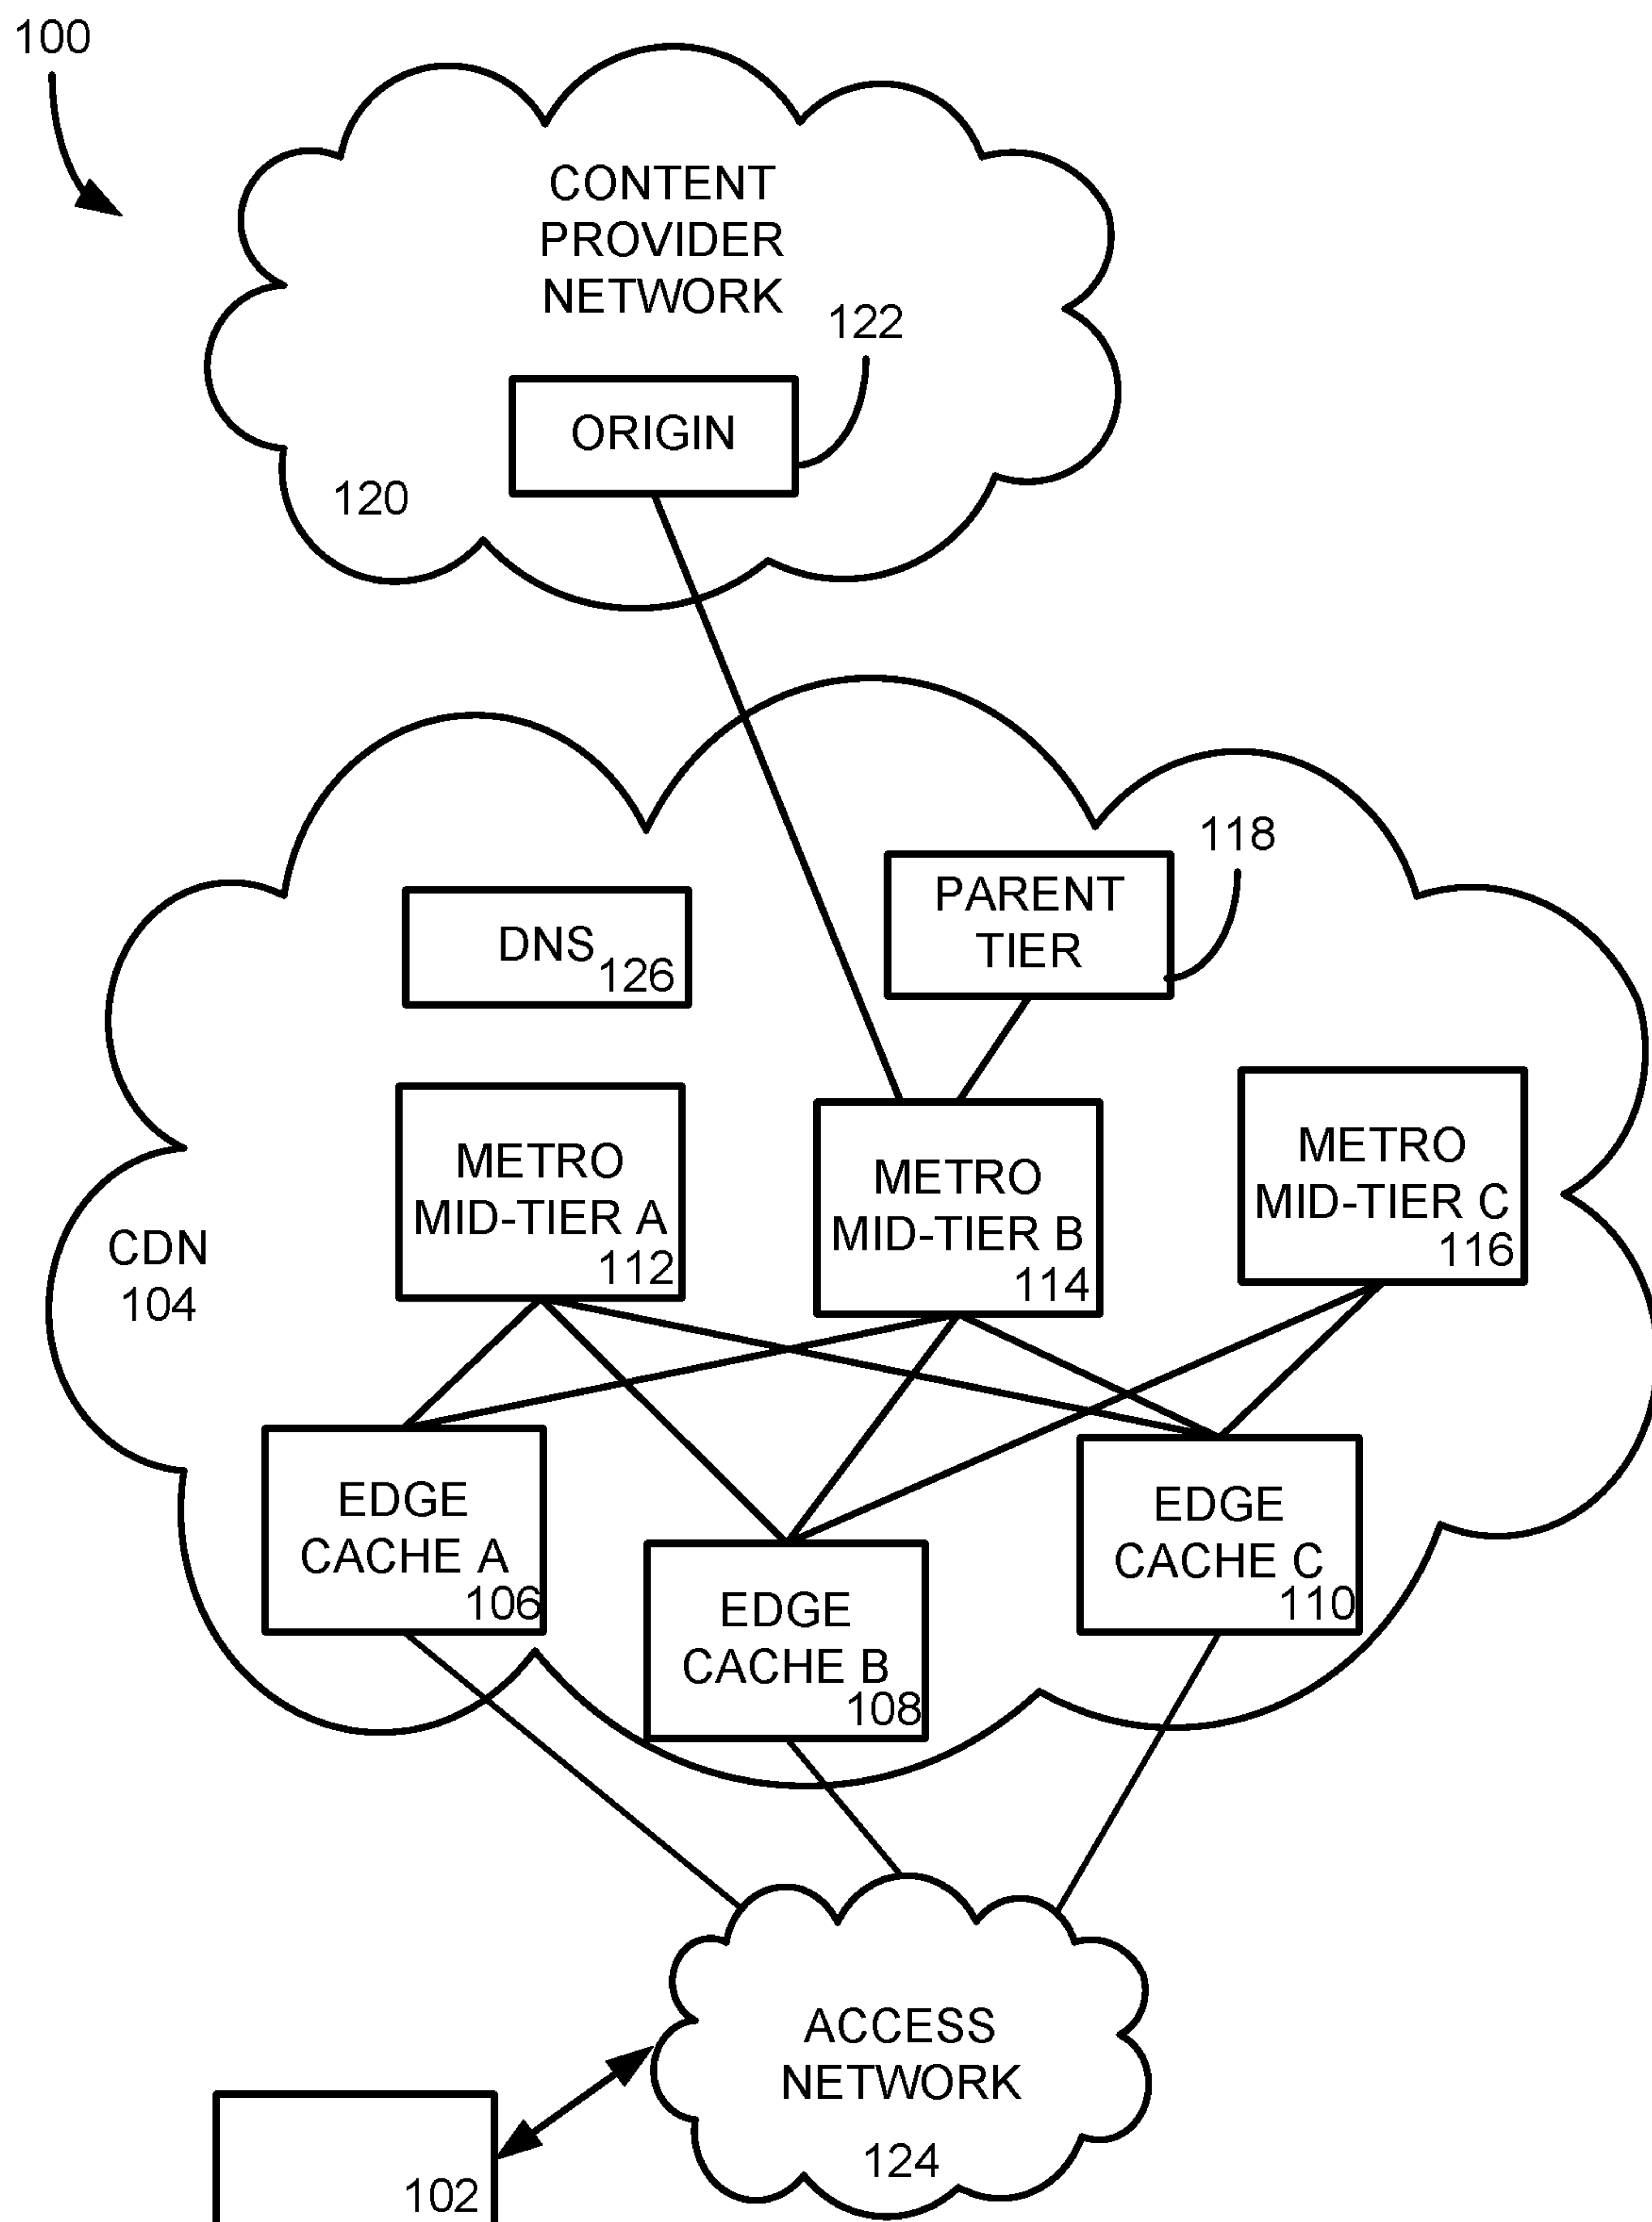 100
CONTENT
PROVIDER
NETWORK
122
ORIGIN
120
118
PARENT
TIER
DNS
126
METRO
MID-TIER A
112
METRO
MID-TIER B
114
METRO
MID-TIER C
116
CDN
104
EDGE
CACHE A
106
EDGE
CACHE B
108
EDGE
CACHE C
110
ACCESS
NETWORK
124
102